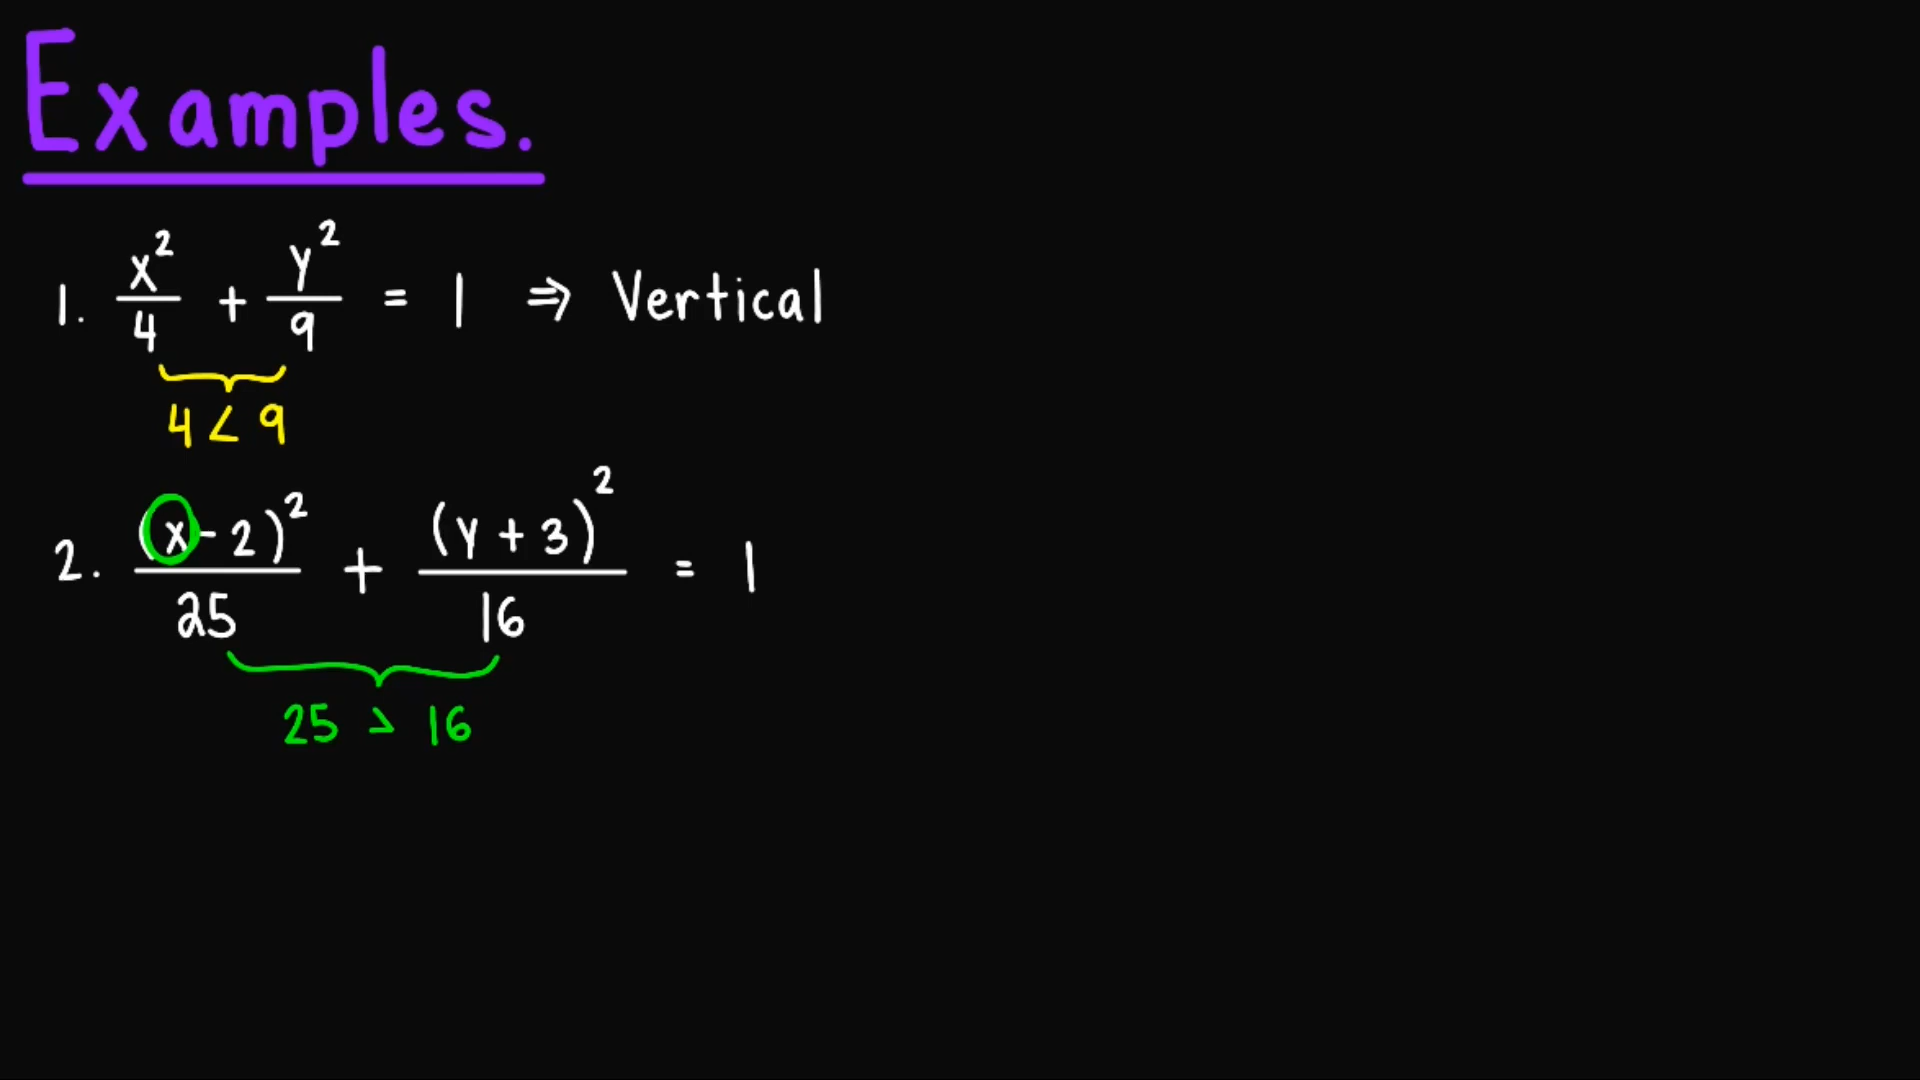 Examples.
1. x²/4 + y²/9 = 1 ⇒ Vertical
4 < 9
2. (x - 2)²/25 + (y + 3)²/16 = 1
25 > 16